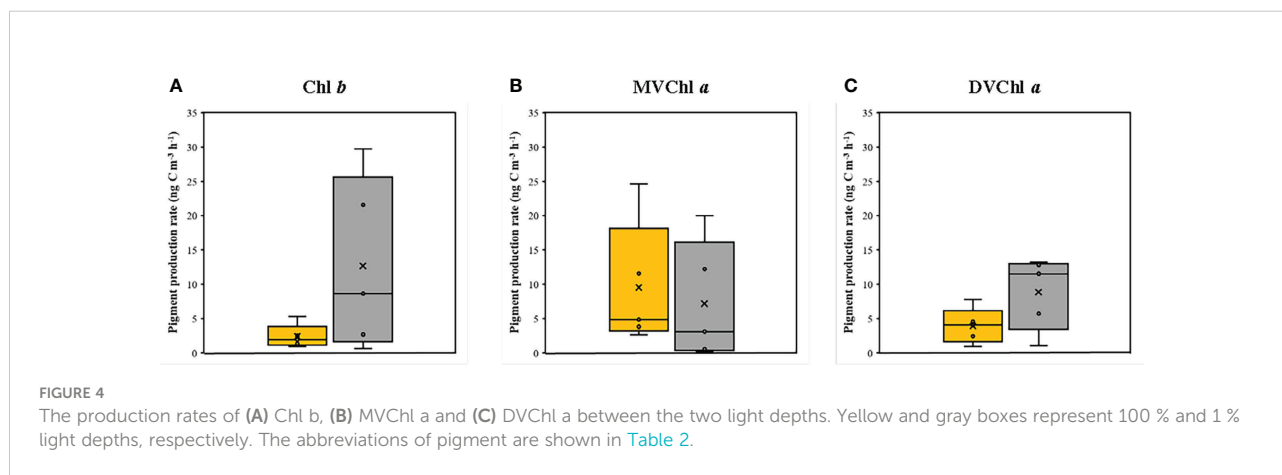 A
Chl b
Pigment production rate (ng C m⁻³ h⁻¹)
35
30
25
20
15
10
5
0
B
MVChl a
Pigment production rate (ng C m⁻³ h⁻¹)
35
30
25
20
15
10
5
0
C
DVChl a
Pigment production rate (ng C m⁻³ h⁻¹)
35
30
25
20
15
10
5
0
FIGURE 4
The production rates of (A) Chl b, (B) MVChl a and (C) DVChl a between the two light depths. Yellow and gray boxes represent 100 % and 1 %
light depths, respectively. The abbreviations of pigment are shown in Table 2.